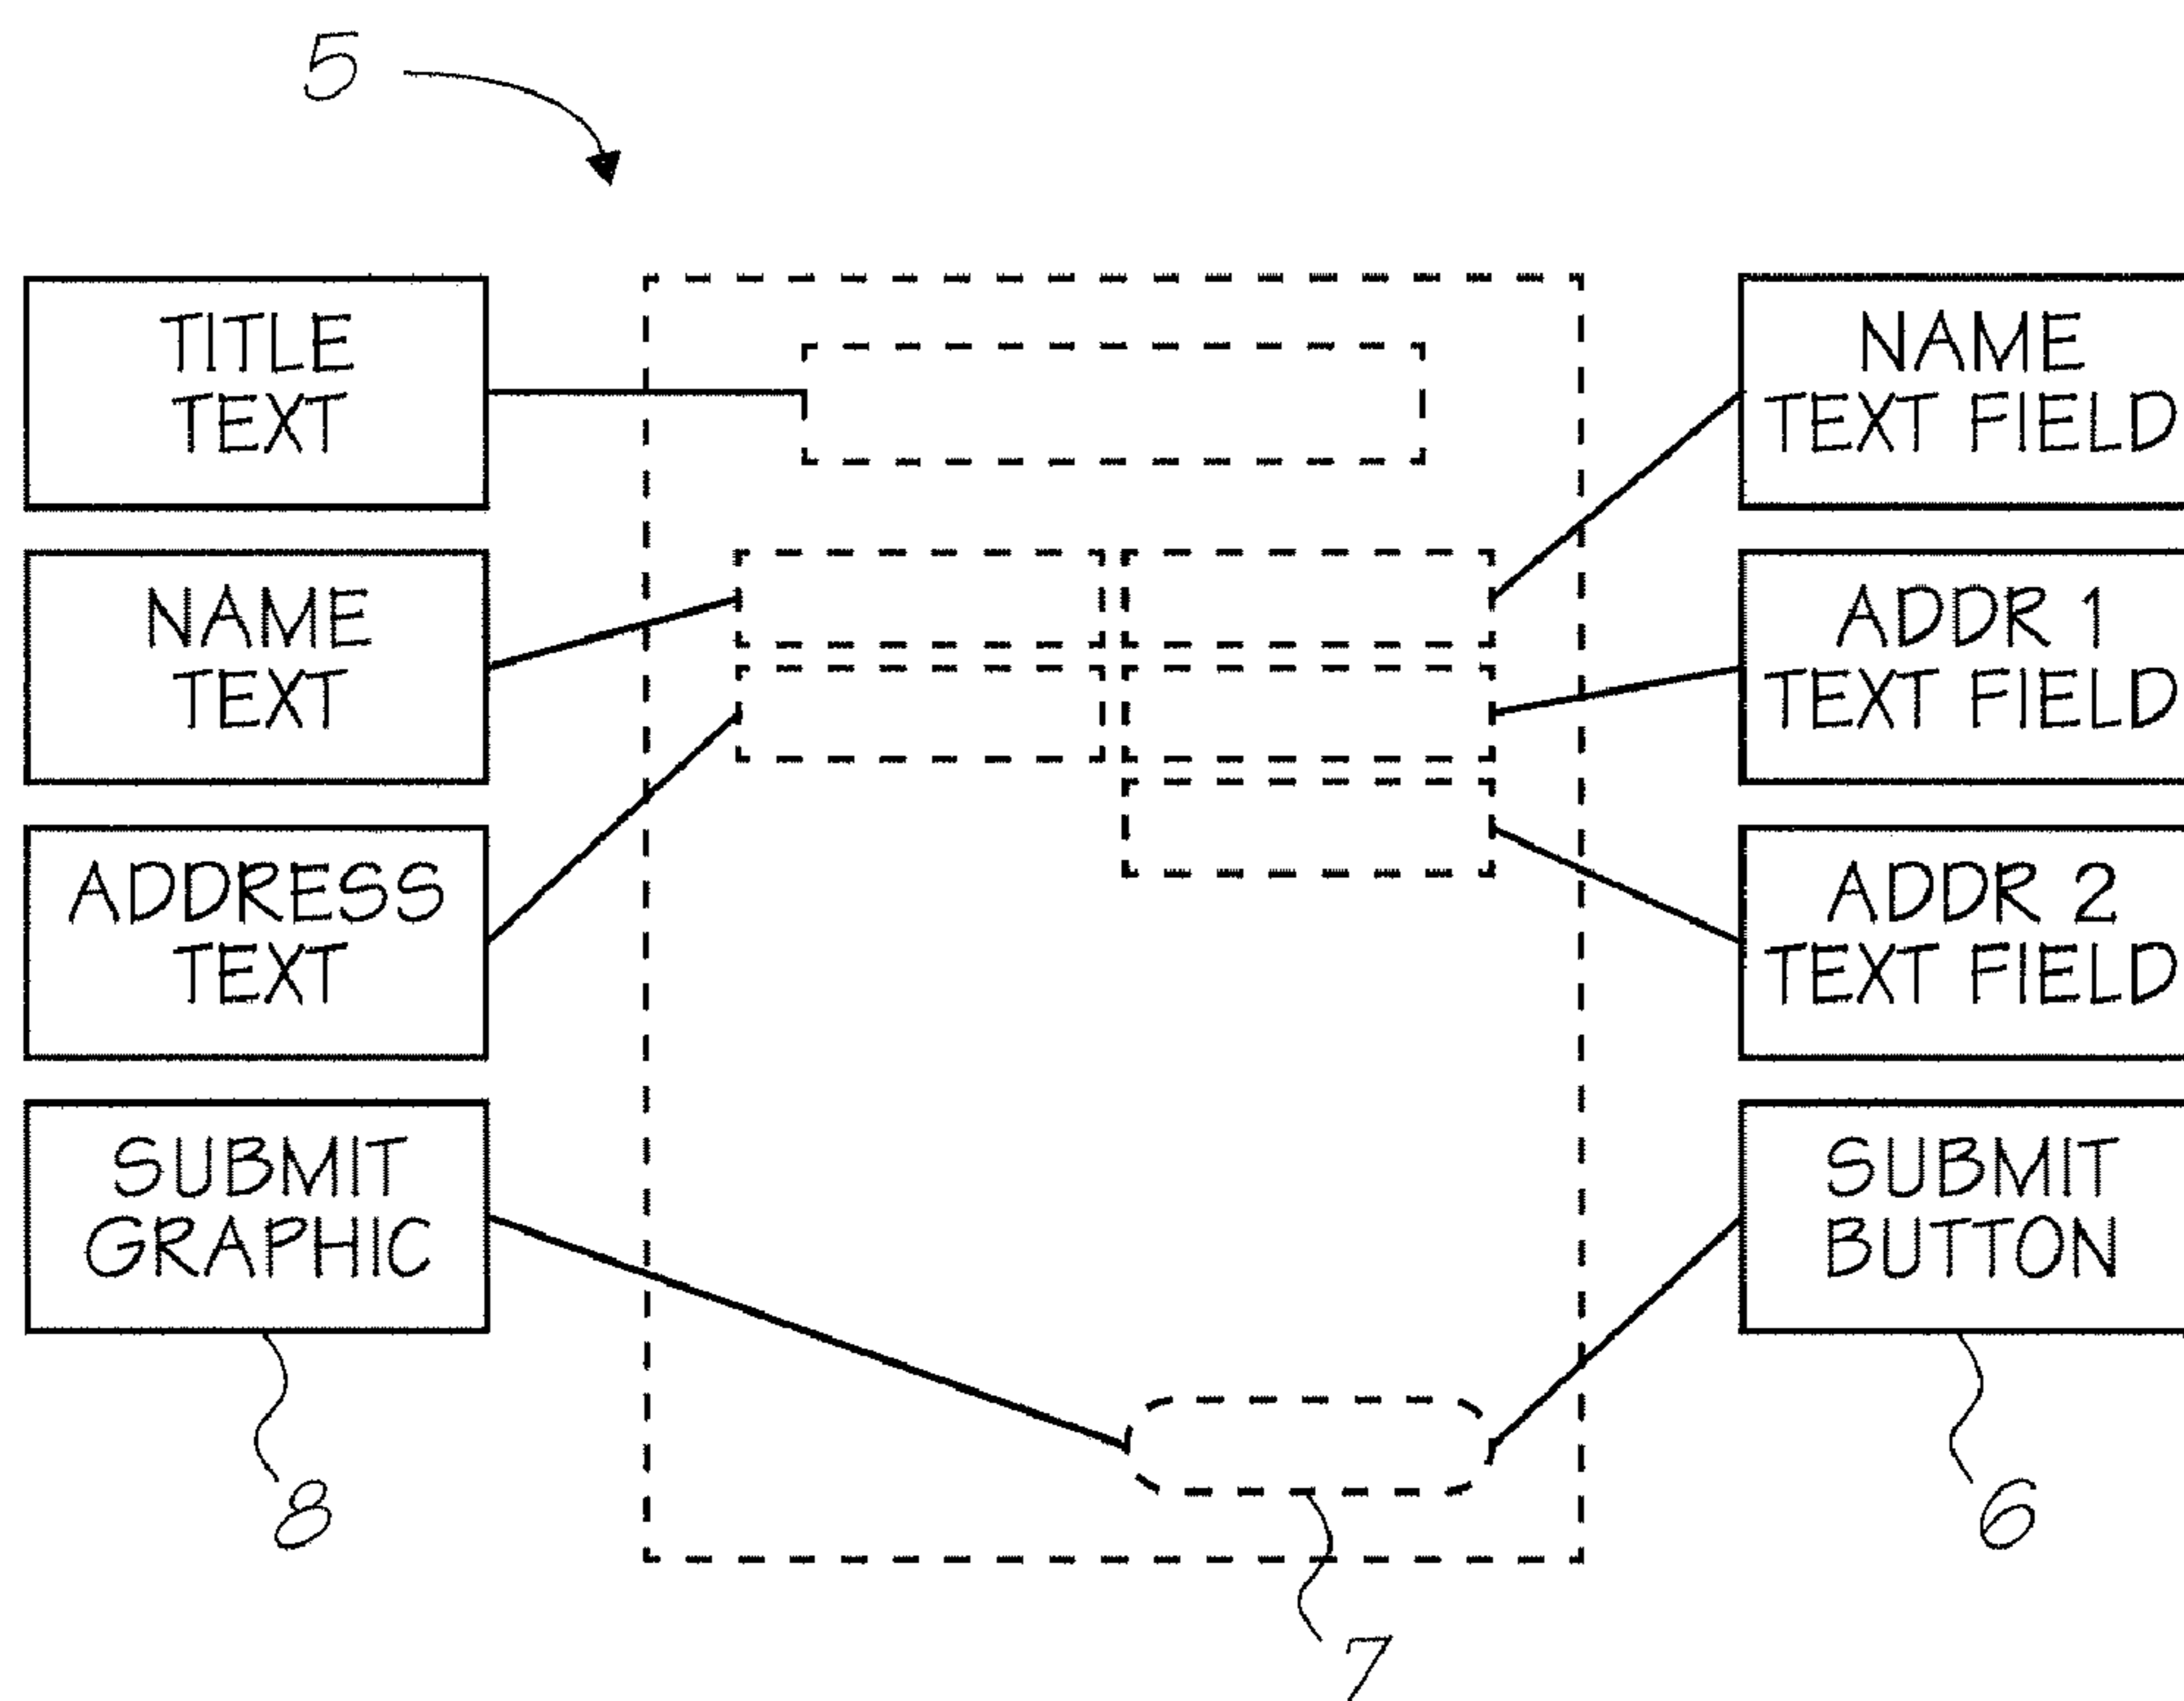 5
TITLE
TEXT
NAME
TEXT FIELD
NAME
TEXT
ADDR 1
TEXT FIELD
ADDRESS
TEXT
ADDR 2
TEXT FIELD
SUBMIT
GRAPHIC
SUBMIT
BUTTON
8
6
7